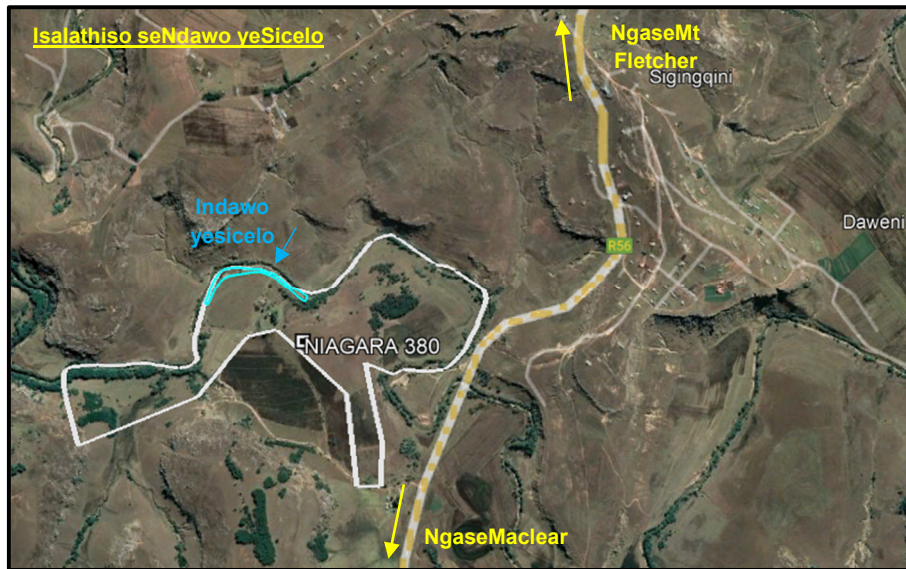 Isalathiso seNdawo yeSicelo
NgaseMt
Fletcher
Sigingqini
Indawo
yesicelo
Daweni
R56
NIAGARA 380
NgaseMaclear